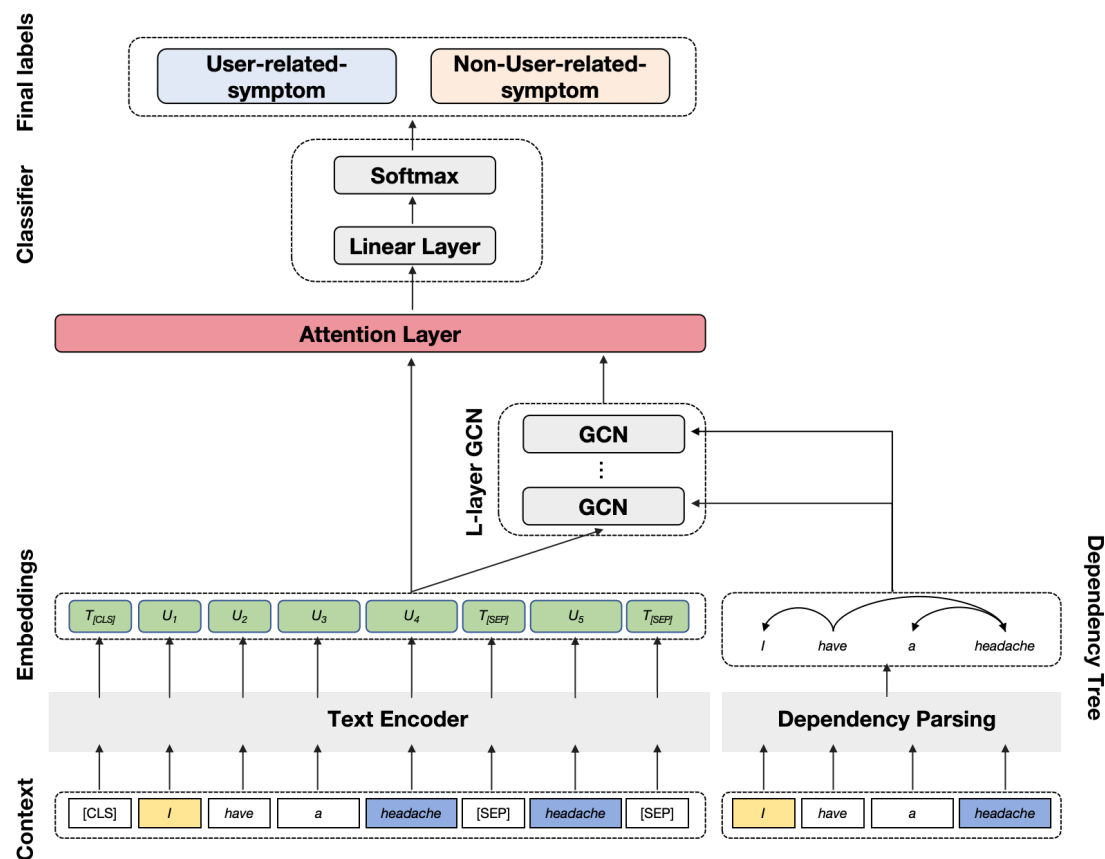 Final labels
User-related-
symptom
Non-User-related-
symptom
Classifier
Softmax
Linear Layer
Attention Layer
L-layer GCN
GCN
⋮
GCN
Embeddings
T[CLS] U1 U2 U3 U4 T[SEP] U5 T[SEP]
I have a headache
Dependency Tree
Text Encoder
Dependency Parsing
Context
[CLS] I have a headache [SEP] headache [SEP]
I have a headache